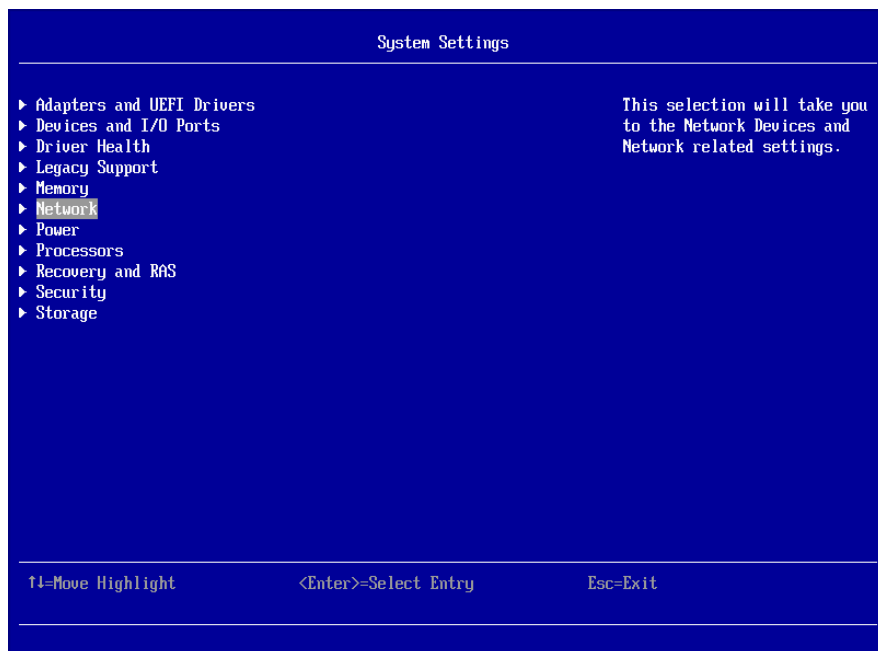 System Settings
▶ Adapters and UEFI Drivers
▶ Devices and I/O Ports
▶ Driver Health
▶ Legacy Support
▶ Memory
▶ Network
▶ Power
▶ Processors
▶ Recovery and RAS
▶ Security
▶ Storage
This selection will take you
to the Network Devices and
Network related settings.
↑↓=Move Highlight <Enter>=Select Entry Esc=Exit